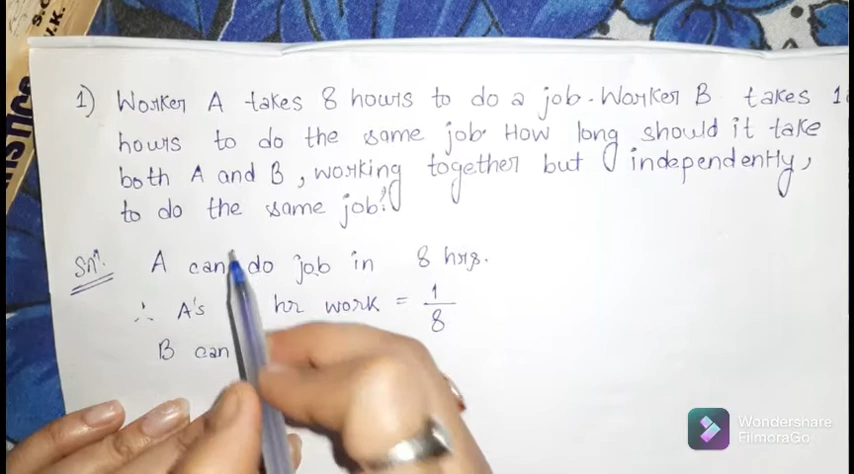 1) Worker A takes 8 hours to do a job. Worker B takes
hours to do the same job. How long should it take
both A and B, working together but independently,
to do the same job?
Sn. A can do job in 8 hrs.
∴ A's hr work = 1/8
B can
Wondershare
FilmoraGo